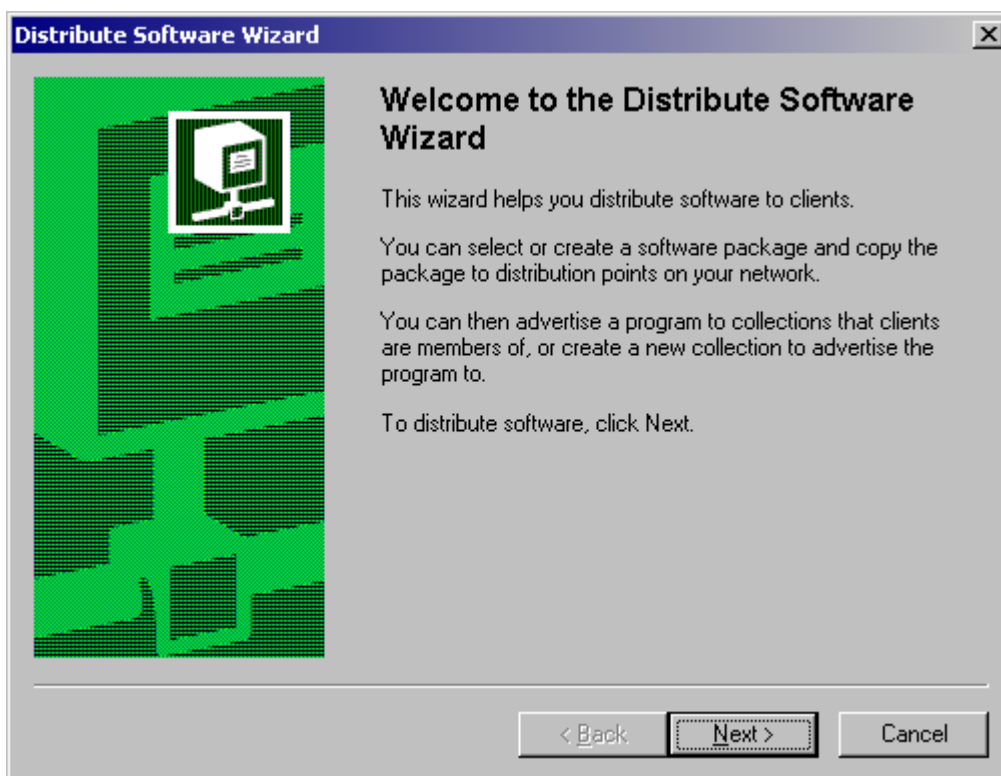 Distribute Software Wizard
Welcome to the Distribute Software
Wizard
This wizard helps you distribute software to clients.
You can select or create a software package and copy the
package to distribution points on your network.
You can then advertise a program to collections that clients
are members of, or create a new collection to advertise the
program to.
To distribute software, click Next.
< Back
Next >
Cancel